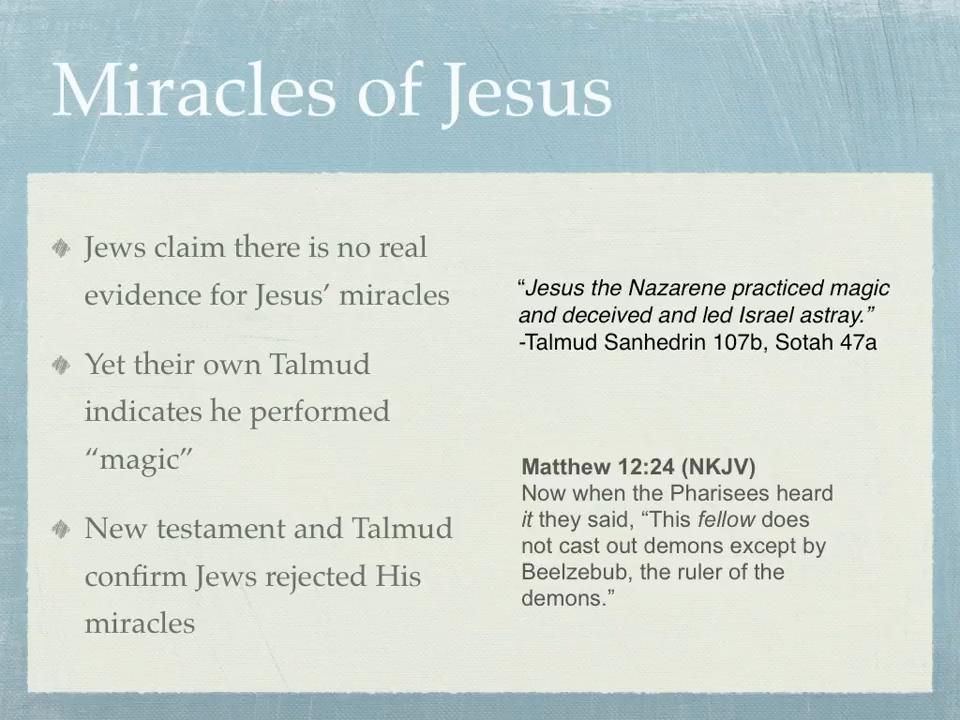 Miracles of Jesus
Jews claim there is no real
evidence for Jesus’ miracles
Yet their own Talmud
indicates he performed
“magic”
New testament and Talmud
confirm Jews rejected His
miracles
“Jesus the Nazarene practiced magic
and deceived and led Israel astray.”
-Talmud Sanhedrin 107b, Sotah 47a
Matthew 12:24 (NKJV)
Now when the Pharisees heard
it they said, “This fellow does
not cast out demons except by
Beelzebub, the ruler of the
demons.”